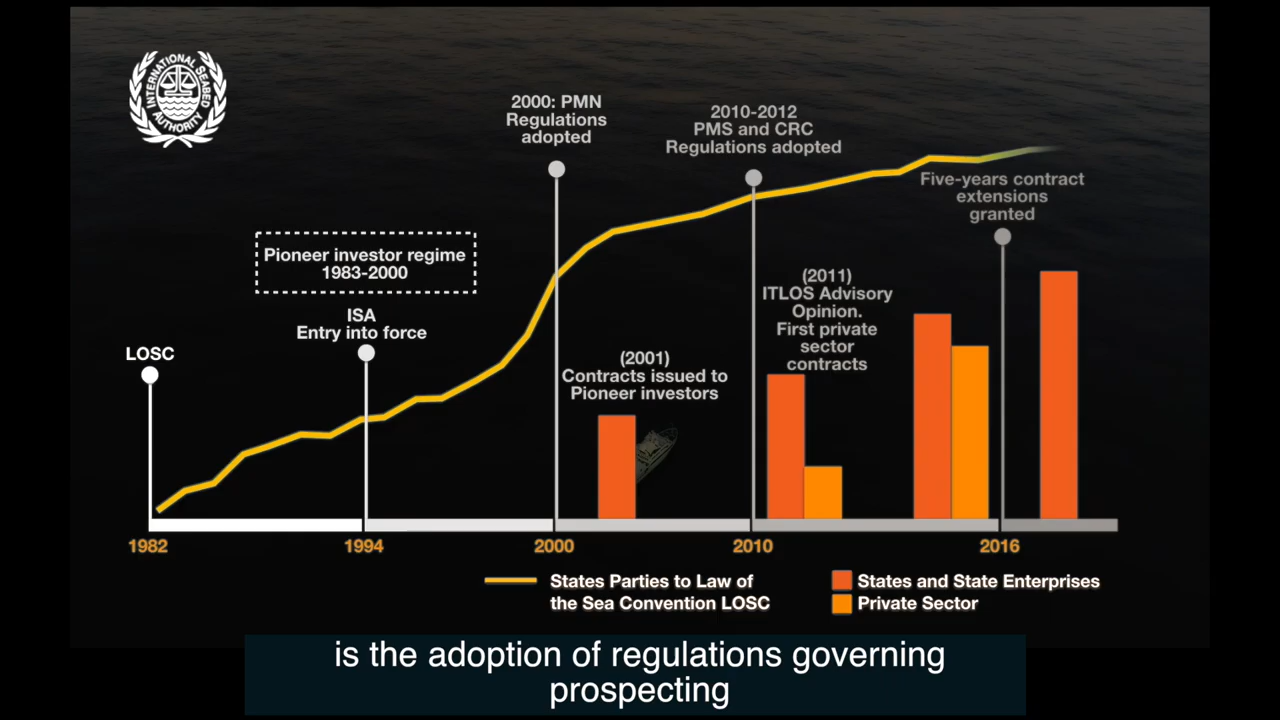 INTERNATIONAL SEABED
AUTHORITY
2000: PMN
Regulations
adopted
2010-2012
PMS and CRC
Regulations adopted
Five-years contract
extensions
granted
Pioneer investor regime
1983-2000
ISA
Entry into force
LOSC
(2001)
Contracts issued to
Pioneer investors
(2011)
ITLOS Advisory
Opinion.
First private
sector
contracts
1982
1994
2000
2010
2016
States Parties to Law of
the Sea Convention LOSC
States and State Enterprises
Private Sector
is the adoption of regulations governing
prospecting